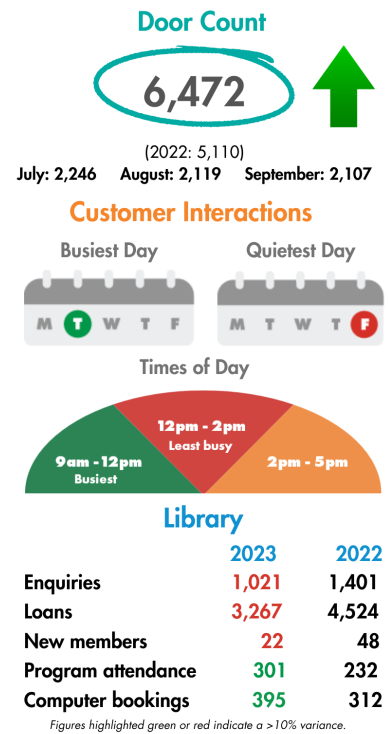 Door Count
6,472
(2022: 5,110)
July: 2,246 August: 2,119 September: 2,107
Customer Interactions
Busiest Day Quietest Day
M T W T F M T W T F
Times of Day
12pm - 2pm
Least busy
9am - 12pm 2pm - 5pm
Busiest
Library
2023 2022
Enquiries 1,021 1,401
Loans 3,267 4,524
New members 22 48
Program attendance 301 232
Computer bookings 395 312
Figures highlighted green or red indicate a >10% variance.